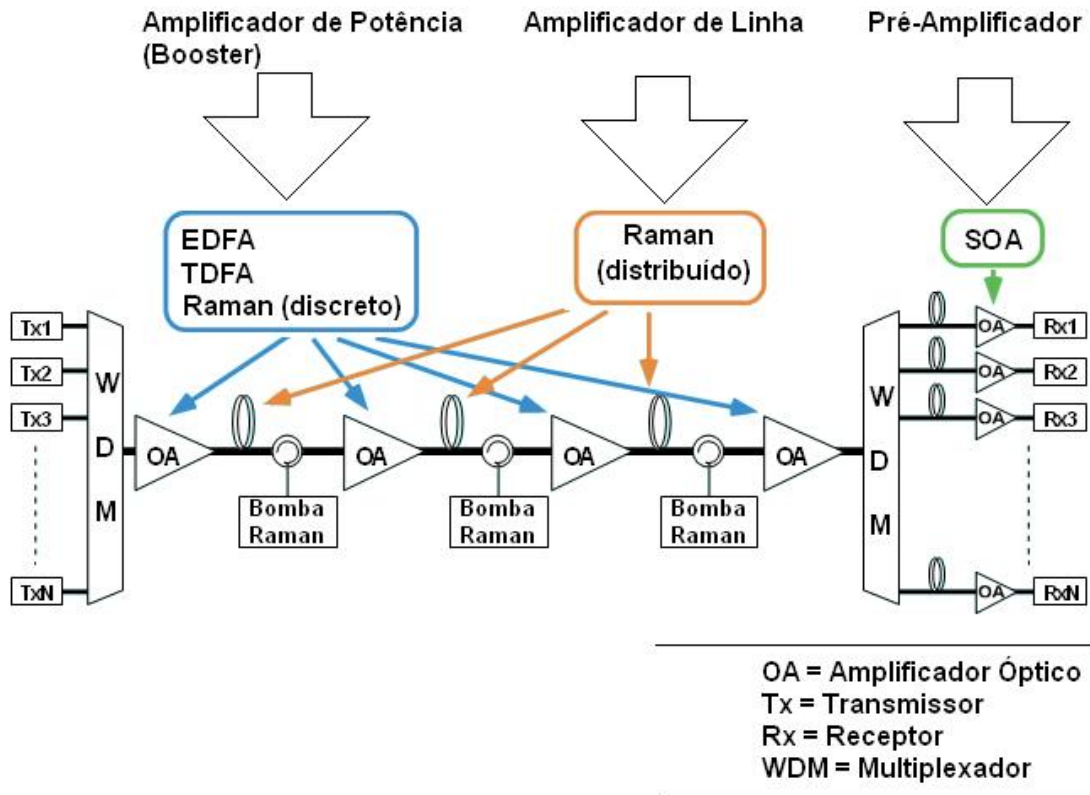 Amplificador de Potência
(Booster)
Amplificador de Linha
Pré-Amplificador
EDFA
TDFA
Raman (discreto)
Raman
(distribuído)
SOA
Tx1
Tx2
Tx3
TxN
W
D
M
OA
OA
OA
OA
Bomba
Raman
Bomba
Raman
Bomba
Raman
W
D
M
OA
Rx1
OA
Rx2
OA
Rx3
OA
RxN
OA = Amplificador Óptico
Tx = Transmissor
Rx = Receptor
WDM = Multiplexador